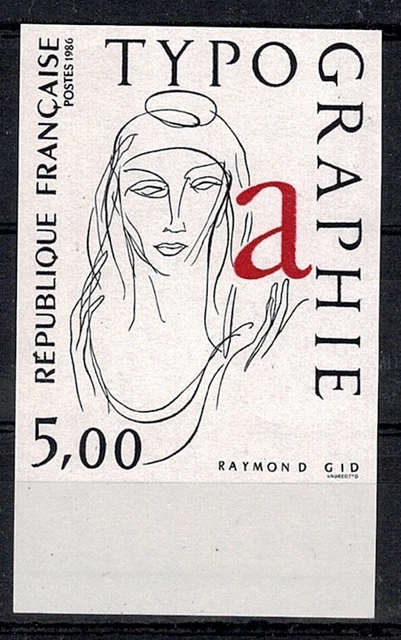 TYPO
GRAPHIE
RÉPUBLIQUE FRANÇAISE
POSTES 1986
a
5,00
RAYMOND GID